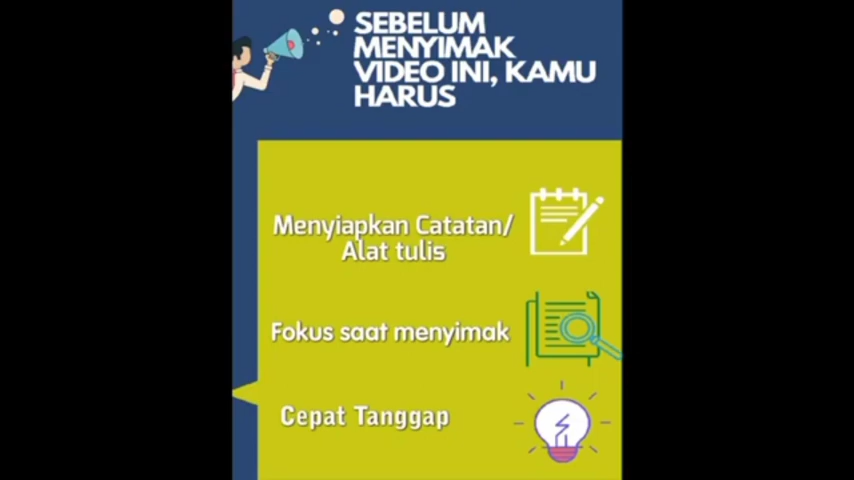 SEBELUM
MENYIMAK
VIDEO INI, KAMU
HARUS
Menyiapkan Catatan/
Alat tulis
Fokus saat menyimak
Cepat Tanggap